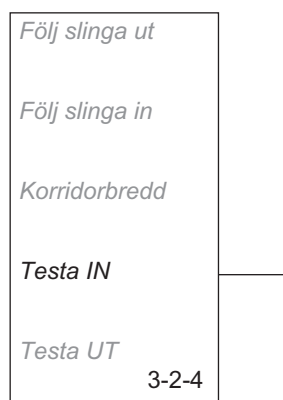 Följ slinga ut
Följ slinga in
Korridorbredd
Testa IN
Testa UT
3-2-4